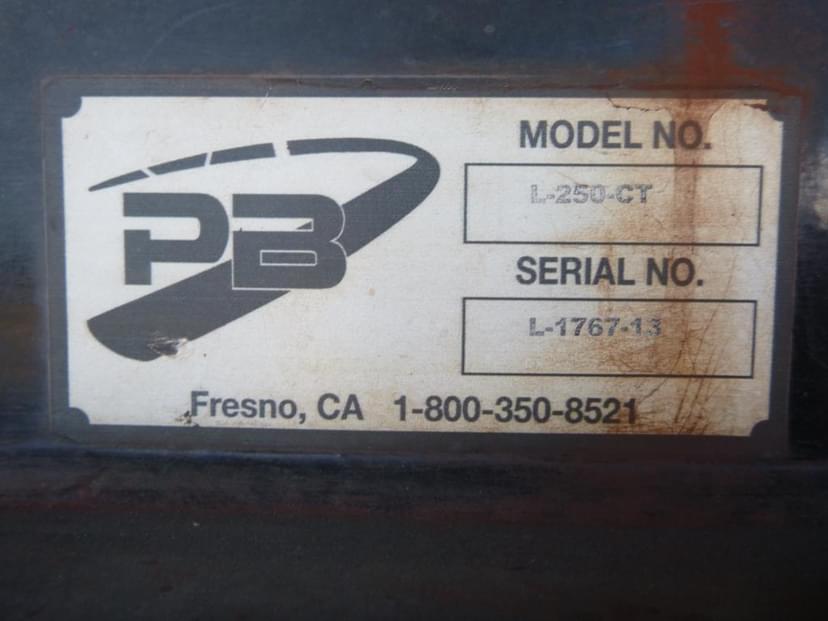 PB
MODEL NO.
L-250-CT
SERIAL NO.
L-1767-13
Fresno, CA 1-800-350-8521